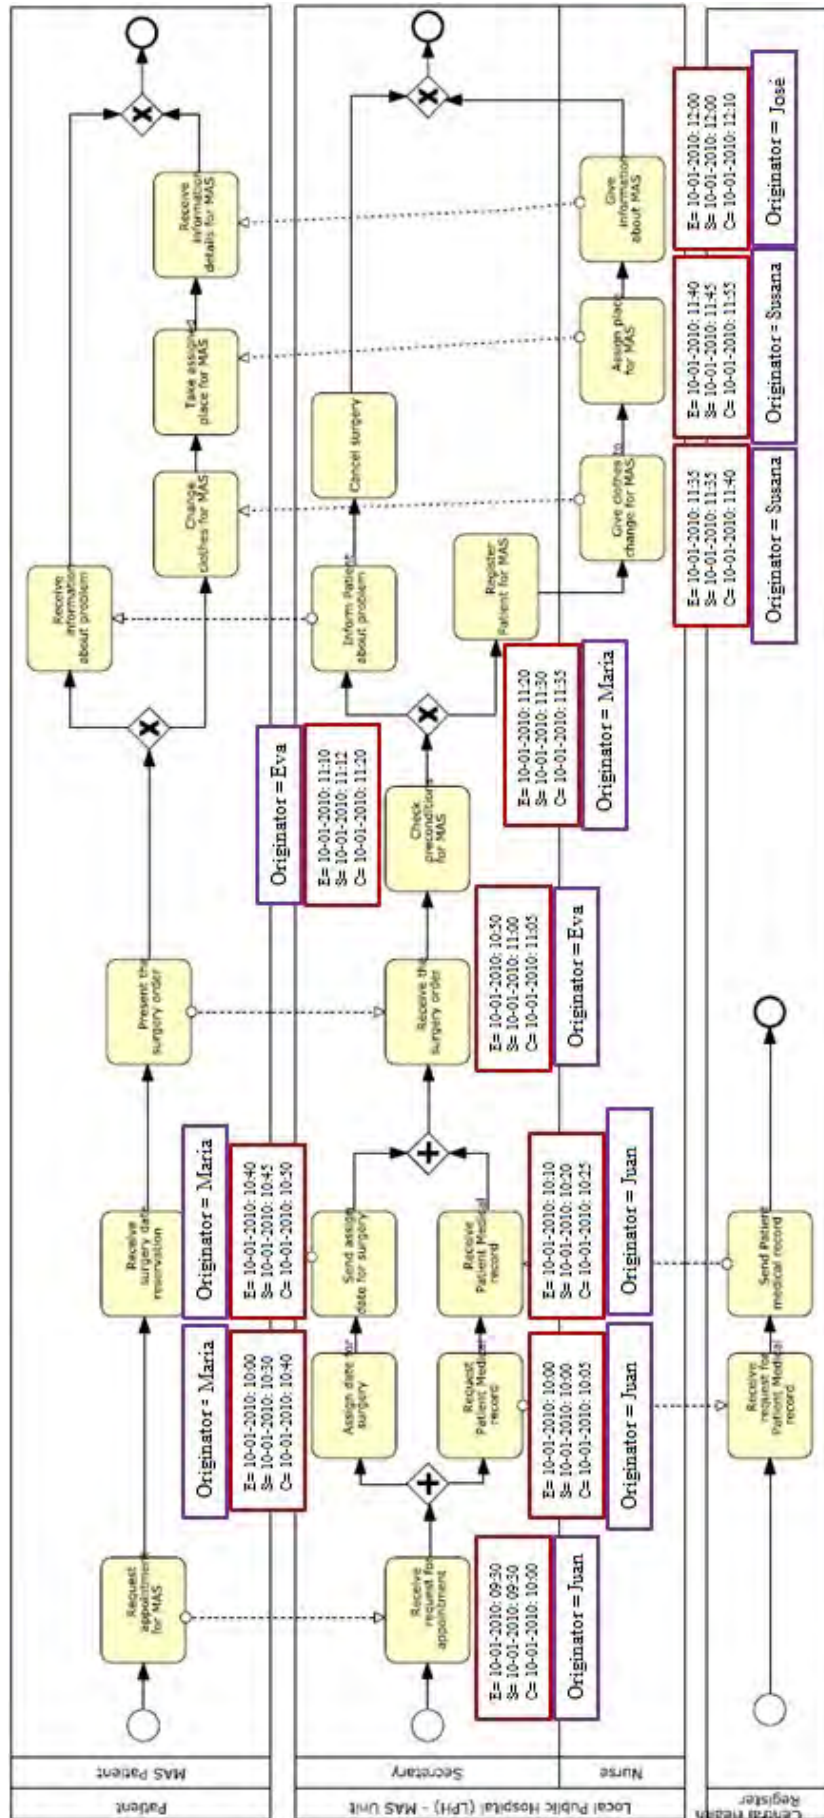 Patient
MAS Patient
Request
appointment
for MAS
Receive
surgery date
reservation
Present the
surgery order
Receive
information
about problem
Change
clothes for MAS
Take assigned
place for MAS
Receive
information
details for MAS
Local Public Hospital (LPH) - MAS Unit
Secretary
Receive
request for
appointment
E= 10-01-2010: 09:30
S= 10-01-2010: 09:30
C= 10-01-2010: 10:00
Originator = Juan
Originator = Maria
E= 10-01-2010: 10:00
S= 10-01-2010: 10:30
C= 10-01-2010: 10:40
Assign date for
surgery
Originator = Maria
E= 10-01-2010: 10:40
S= 10-01-2010: 10:45
C= 10-01-2010: 10:50
Send assign
date for surgery
Request
Patient Medical
record
E= 10-01-2010: 10:00
S= 10-01-2010: 10:00
C= 10-01-2010: 10:05
Originator = Juan
Receive
Patient Medical
record
E= 10-01-2010: 10:10
S= 10-01-2010: 10:20
C= 10-01-2010: 10:25
Originator = Juan
Receive the
surgery order
E= 10-01-2010: 10:50
S= 10-01-2010: 11:00
C= 10-01-2010: 11:05
Originator = Eva
Originator = Eva
E= 10-01-2010: 11:10
S= 10-01-2010: 11:12
C= 10-01-2010: 11:20
Check
preconditions
for MAS
Inform Patient
about problem
Cancel surgery
Register
Patient for MAS
E= 10-01-2010: 11:20
S= 10-01-2010: 11:30
C= 10-01-2010: 11:35
Originator = Maria
Nurse
Give clothes to
change for MAS
E= 10-01-2010: 11:35
S= 10-01-2010: 11:35
C= 10-01-2010: 11:40
Originator = Susana
Assign place
for MAS
E= 10-01-2010: 11:40
S= 10-01-2010: 11:45
C= 10-01-2010: 11:55
Originator = Susana
Give
information
about MAS
E= 10-01-2010: 12:00
S= 10-01-2010: 12:00
C= 10-01-2010: 12:10
Originator = José
Central Health
Register
Receive
request for
Patient Medical
record
Send Patient
medical record